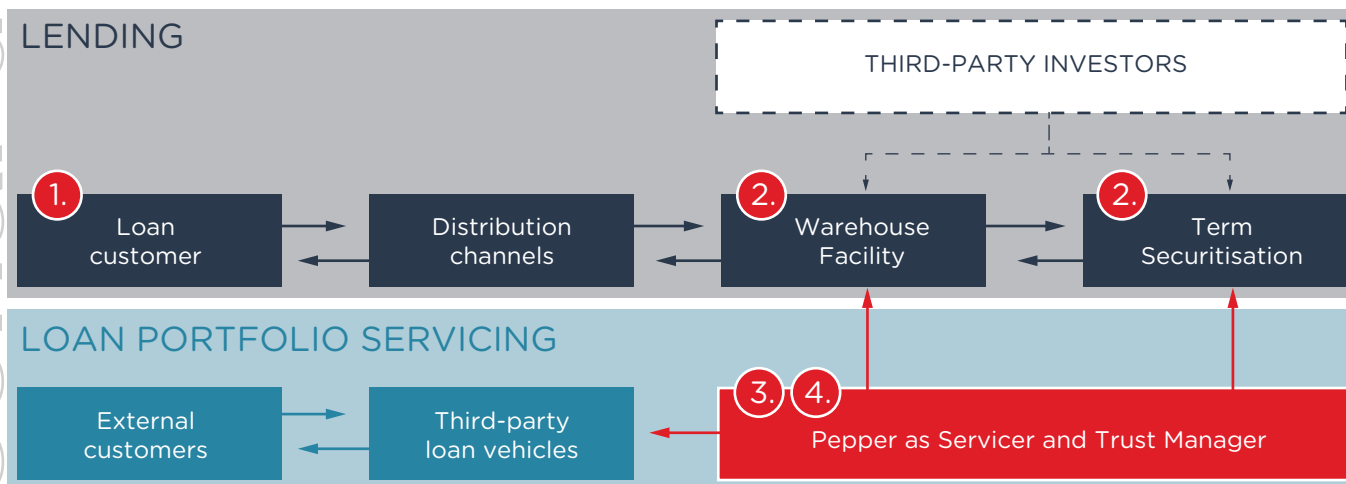 LENDING
THIRD-PARTY INVESTORS
1.
Loan
customer
Distribution
channels
2.
Warehouse
Facility
2.
Term
Securitisation
LOAN PORTFOLIO SERVICING
External
customers
Third-party
loan vehicles
3.
4.
Pepper as Servicer and Trust Manager